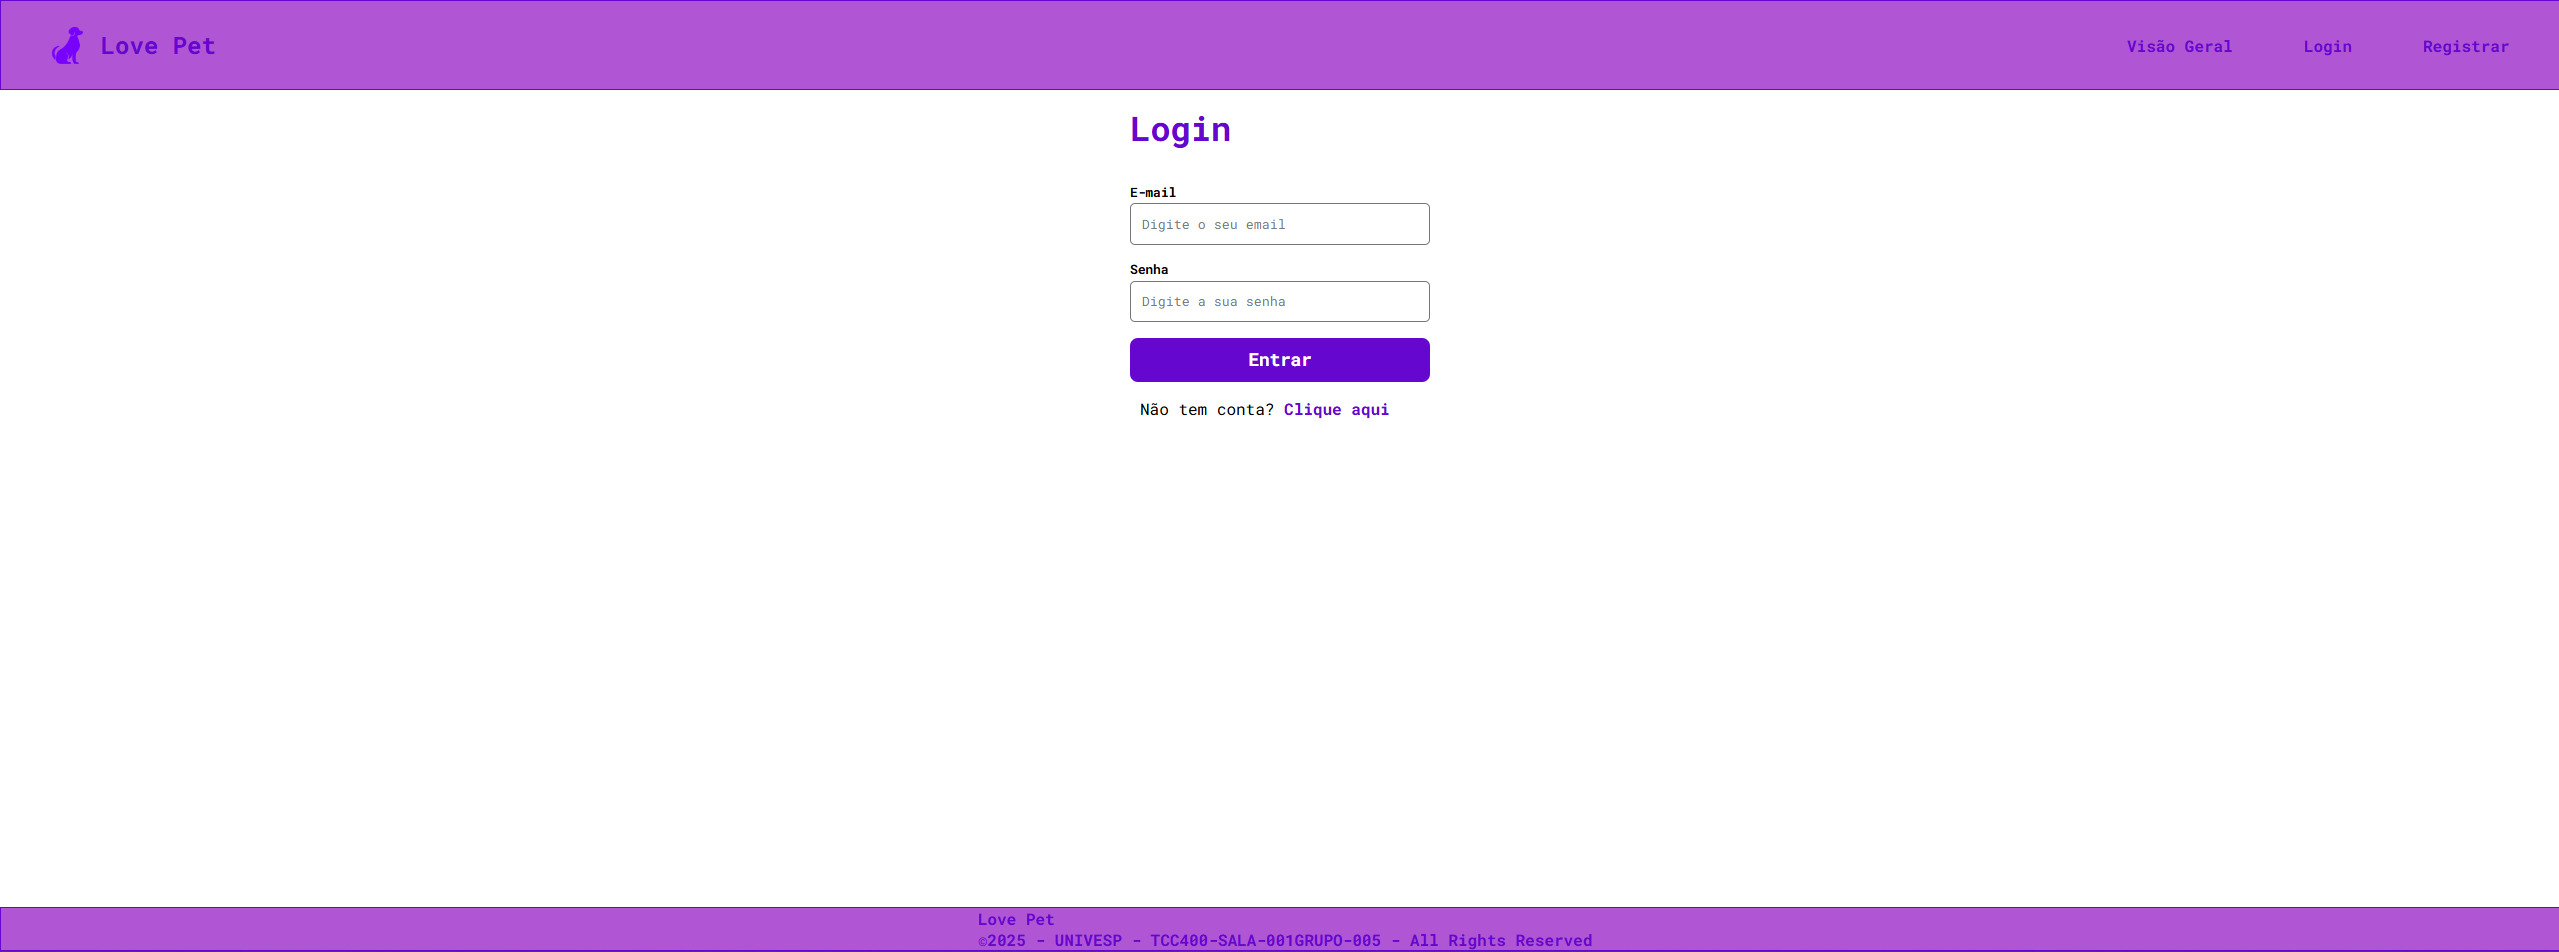 Love Pet
Visão Geral
Login
Registrar
Login
E-mail
Digite o seu email
Senha
Digite a sua senha
Entrar
Não tem conta? Clique aqui
Love Pet
©2025 - UNIVESP - TCC400-SALA-001GRUPO-005 - All Rights Reserved